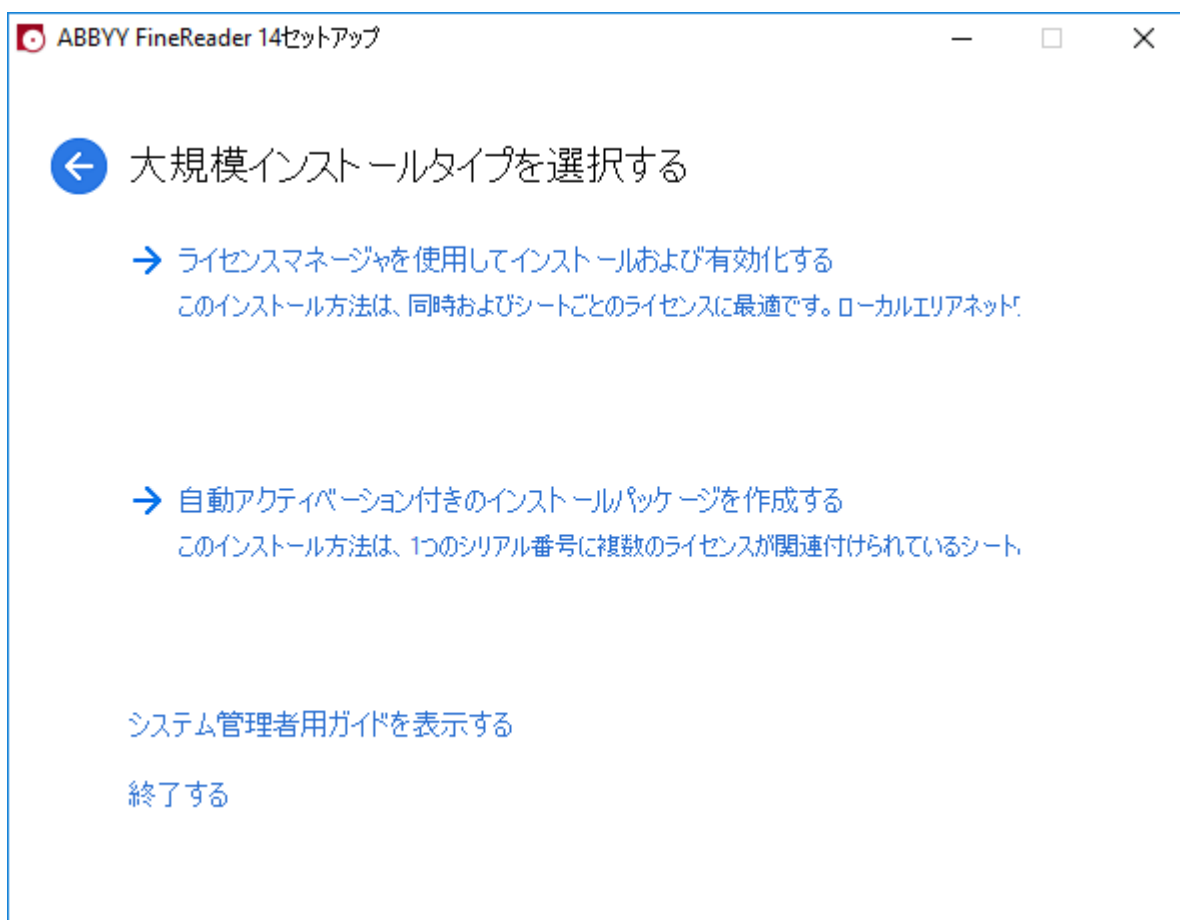 ABBYY FineReader 14セットアップ
大規模インストールタイプを選択する
ライセンスマネージャを使用してインストールおよび有効化する
このインストール方法は、同時およびシートごとのライセンスに最適です。ローカルエリアネット
自動アクティベーション付きのインストールパッケージを作成する
このインストール方法は、1つのシリアル番号に複数のライセンスが関連付けられているシート
システム管理者用ガイドを表示する
終了する